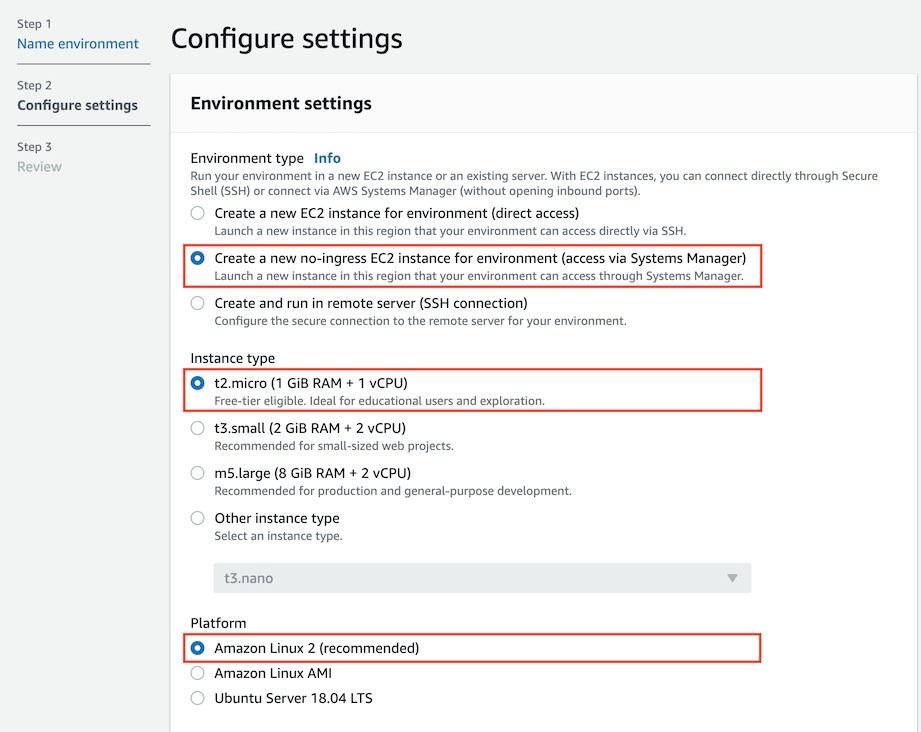 Step 1
Name environment
Step 2
Configure settings
Step 3
Review
Configure settings
Environment settings
Environment type Info
Run your environment in a new EC2 instance or an existing server. With EC2 instances, you can connect directly through Secure
Shell (SSH) or connect via AWS Systems Manager (without opening inbound ports).
Create a new EC2 instance for environment (direct access)
Launch a new instance in this region that your environment can access directly via SSH.
Create a new no-ingress EC2 instance for environment (access via Systems Manager)
Launch a new instance in this region that your environment can access through Systems Manager.
Create and run in remote server (SSH connection)
Configure the secure connection to the remote server for your environment.
Instance type
t2.micro (1 GiB RAM + 1 vCPU)
Free-tier eligible. Ideal for educational users and exploration.
t3.small (2 GiB RAM + 2 vCPU)
Recommended for small-sized web projects.
m5.large (8 GiB RAM + 2 vCPU)
Recommended for production and general-purpose development.
Other instance type
Select an instance type.
t3.nano
Platform
Amazon Linux 2 (recommended)
Amazon Linux AMI
Ubuntu Server 18.04 LTS